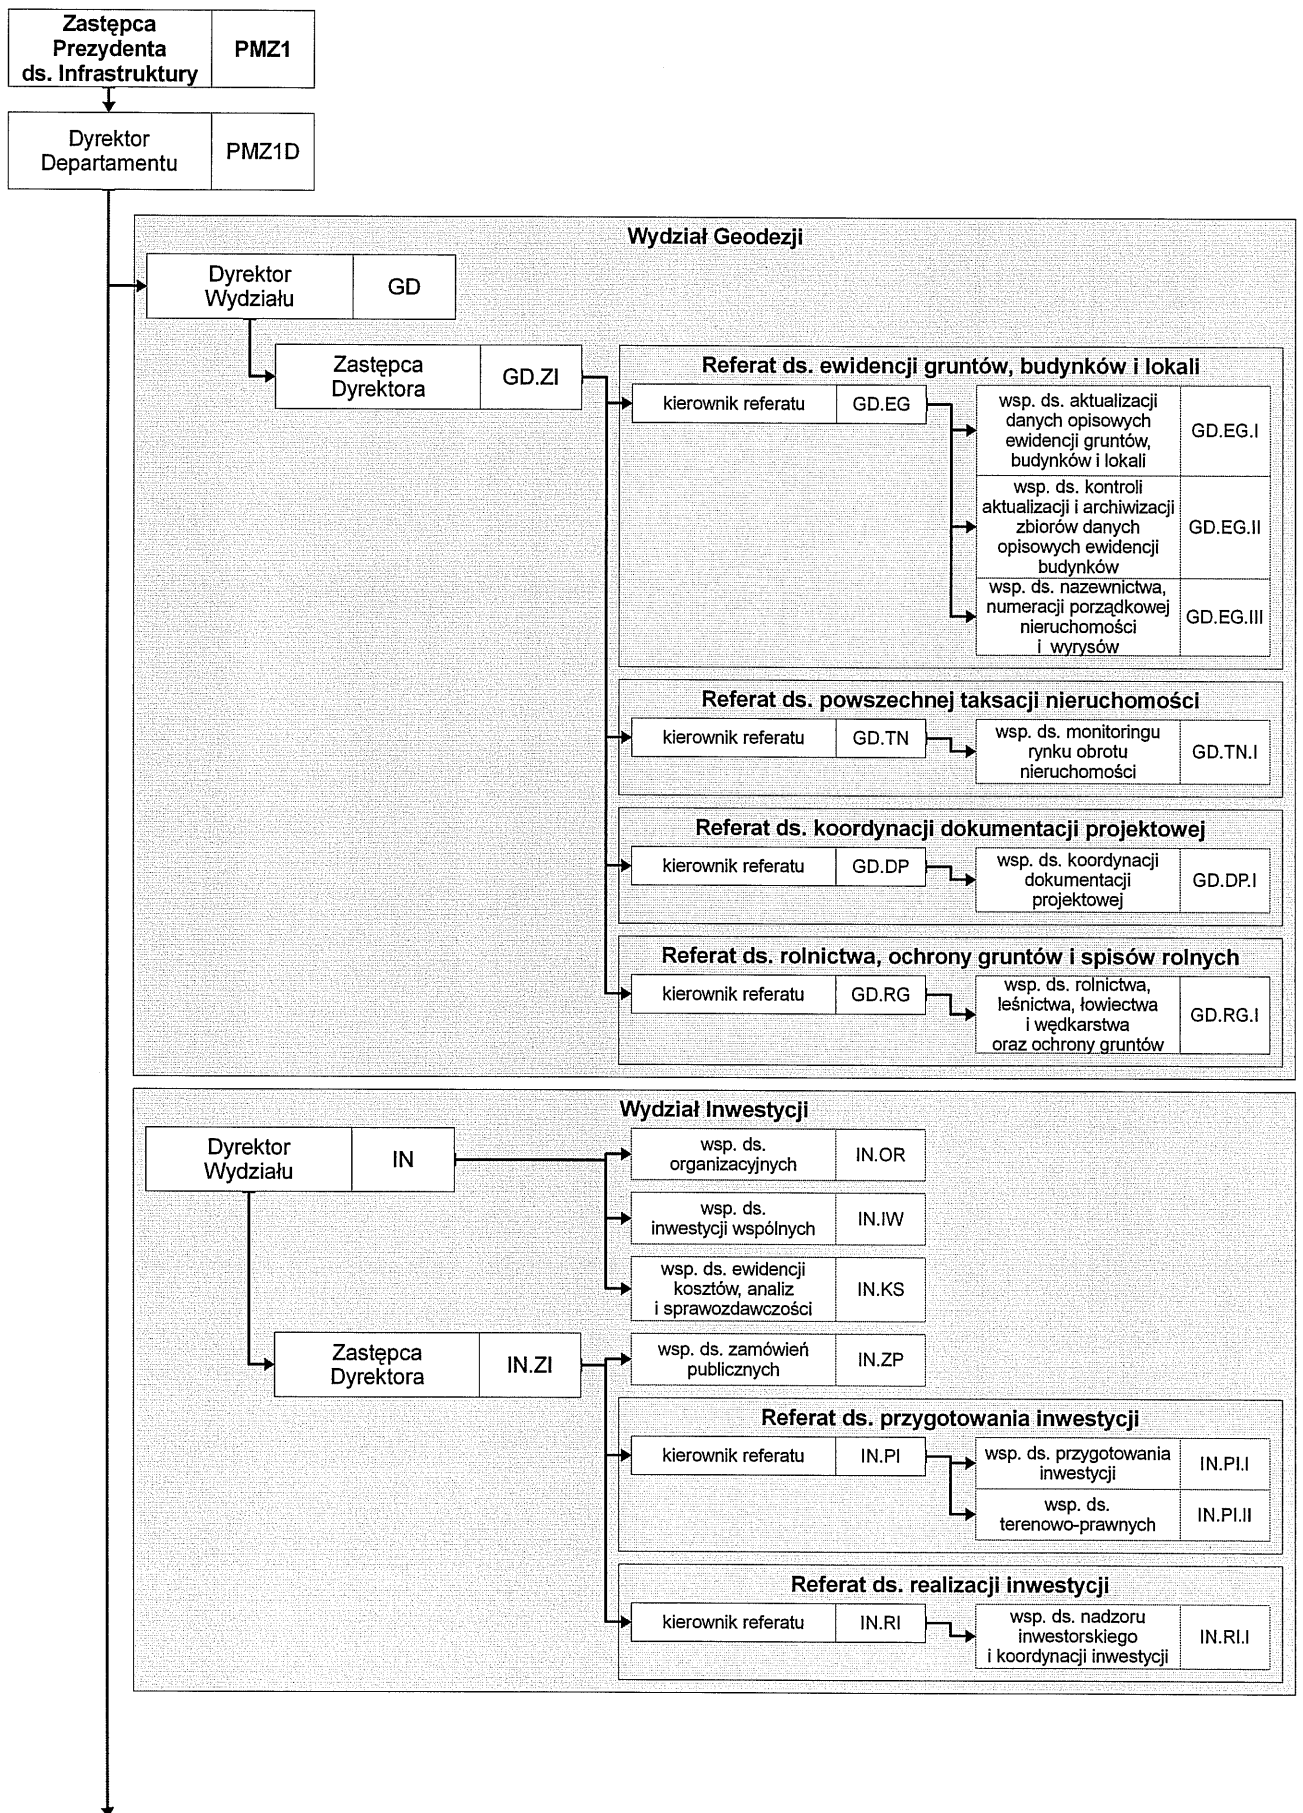 Zastępca
Prezydenta
ds. Infrastruktury
PMZ1
Dyrektor
Departamentu
PMZ1D
Wydział Geodezji
Dyrektor
Wydziału
GD
Zastępca
Dyrektora
GD.ZI
Referat ds. ewidencji gruntów, budynków i lokali
kierownik referatu
GD.EG
wsp. ds. aktualizacji
danych opisowych
ewidencji gruntów,
budynków i lokali
GD.EG.I
wsp. ds. kontroli
aktualizacji i archiwizacji
zbiorów danych
opisowych ewidencji
budynków
GD.EG.II
wsp. ds. nazewnictwa,
numeracji porządkowej
nieruchomości
i wyrysów
GD.EG.III
Referat ds. powszechnej taksacji nieruchomości
kierownik referatu
GD.TN
wsp. ds. monitoringu
rynku obrotu
nieruchomości
GD.TN.I
Referat ds. koordynacji dokumentacji projektowej
kierownik referatu
GD.DP
wsp. ds. koordynacji
dokumentacji
projektowej
GD.DP.I
Referat ds. rolnictwa, ochrony gruntów i spisów rolnych
kierownik referatu
GD.RG
wsp. ds. rolnictwa,
leśnictwa, łowiectwa
i wędkarstwa
oraz ochrony gruntów
GD.RG.I
Wydział Inwestycji
Dyrektor
Wydziału
IN
wsp. ds.
organizacyjnych
IN.OR
wsp. ds.
inwestycji wspólnych
IN.IW
wsp. ds. ewidencji
kosztów, analiz
i sprawozdawczości
IN.KS
Zastępca
Dyrektora
IN.ZI
wsp. ds. zamówień
publicznych
IN.ZP
Referat ds. przygotowania inwestycji
kierownik referatu
IN.PI
wsp. ds. przygotowania
inwestycji
IN.PI.I
wsp. ds.
terenowo-prawnych
IN.PI.II
Referat ds. realizacji inwestycji
kierownik referatu
IN.RI
wsp. ds. nadzoru
inwestorskiego
i koordynacji inwestycji
IN.RI.I